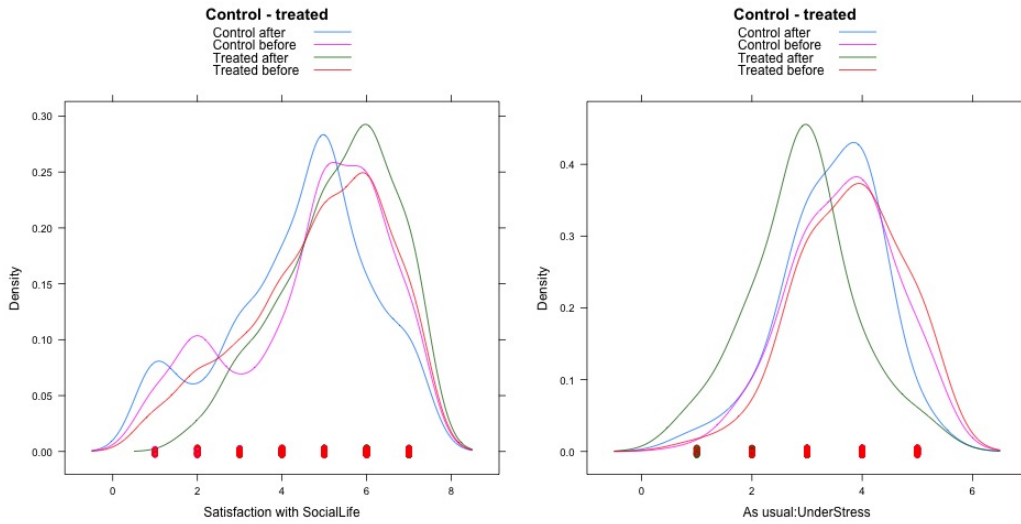 Control - treated
Control after
Control before
Treated after
Treated before
0.30
0.25
0.20
0.15
0.10
0.05
0.00
Density
0 2 4 6 8
Satisfaction with SocialLife
Control - treated
Control after
Control before
Treated after
Treated before
0.4
0.3
0.2
0.1
0.0
Density
0 2 4 6
As usual:UnderStress